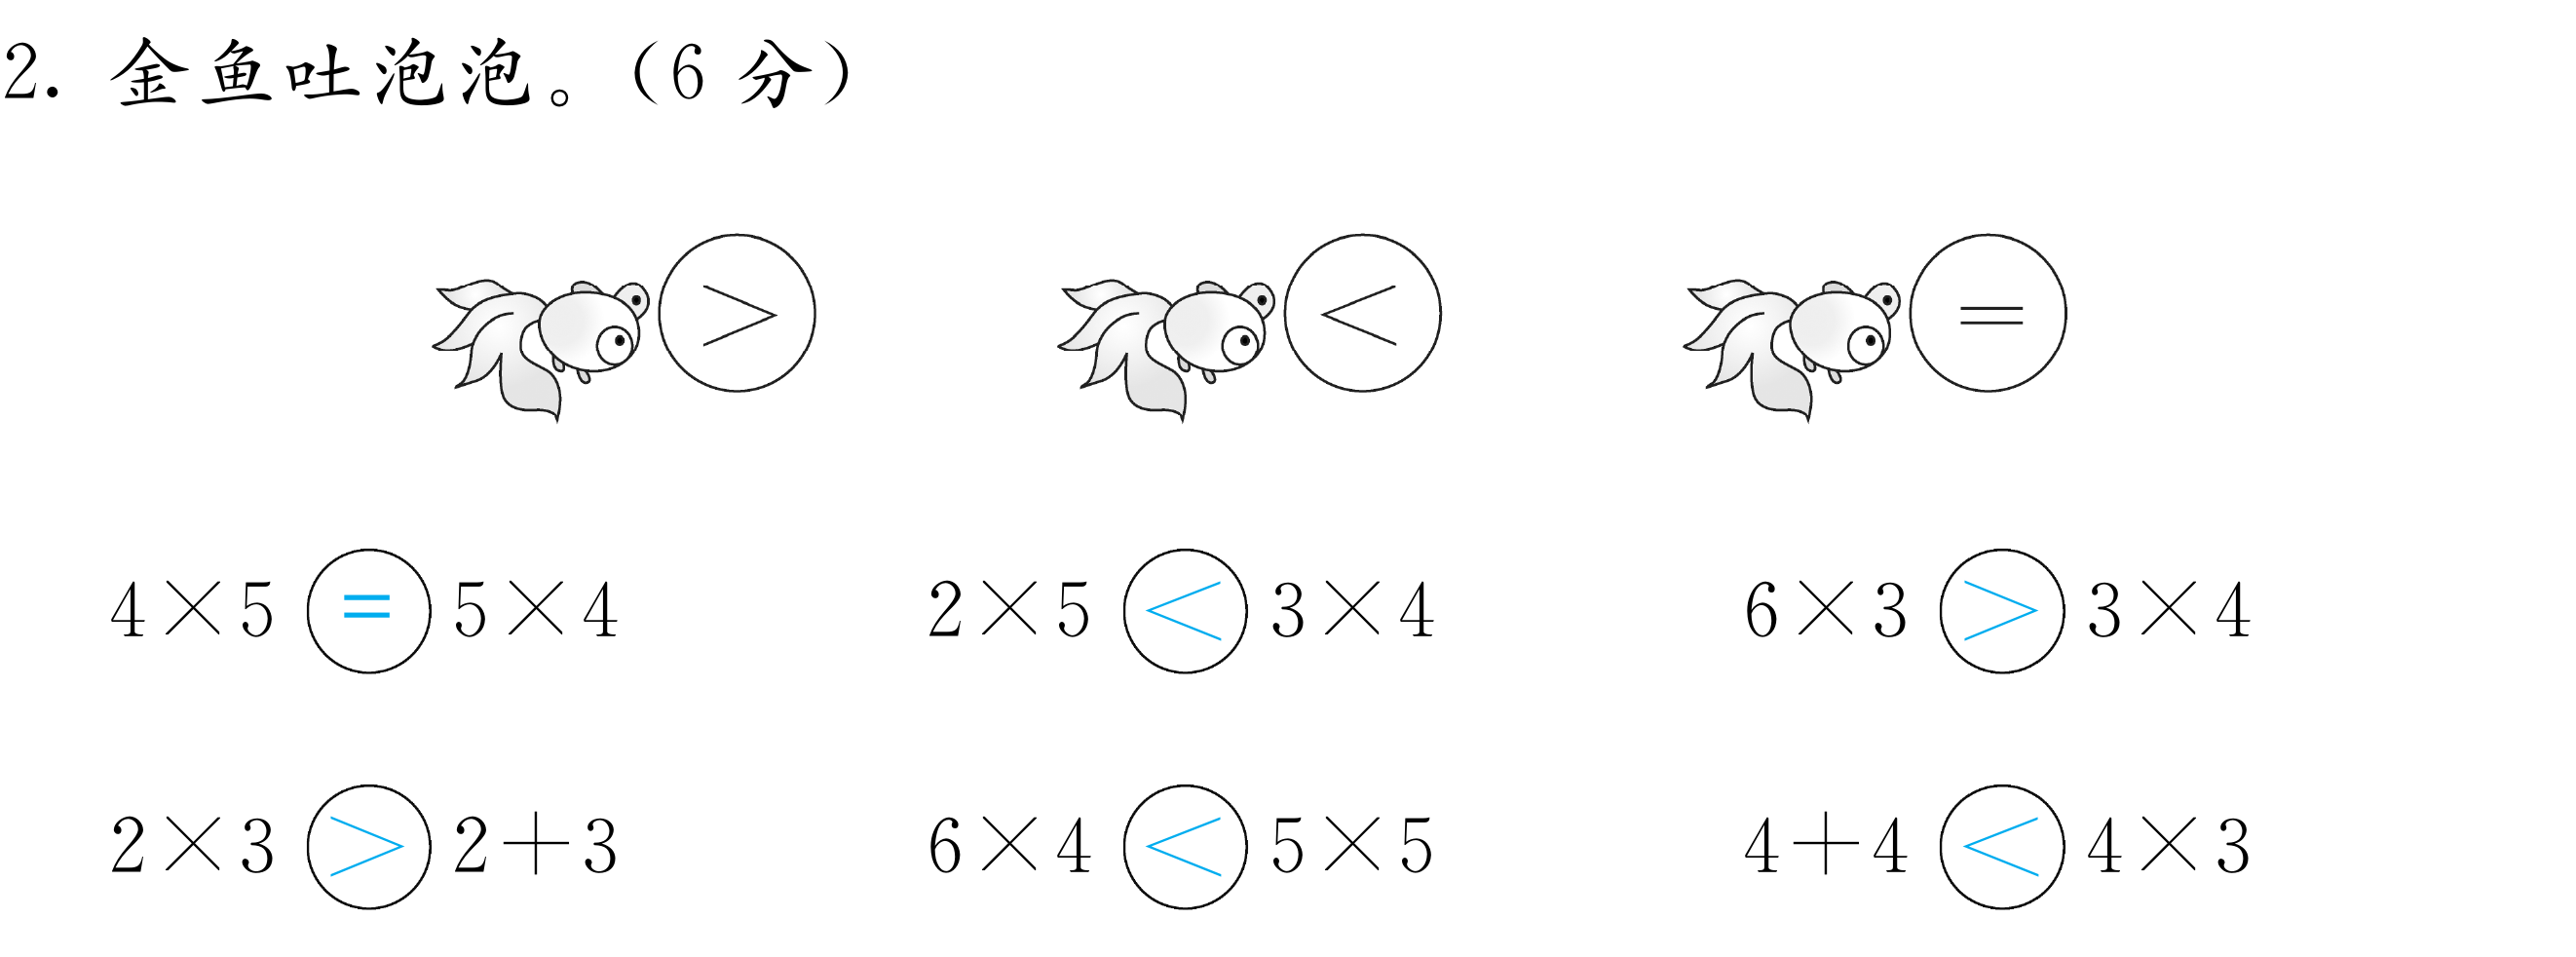 2. 金鱼吐泡泡。(6 分)
> < =
4×5 = 5×4 2×5 < 3×4 6×3 > 3×4
2×3 > 2+3 6×4 < 5×5 4+4 < 4×3